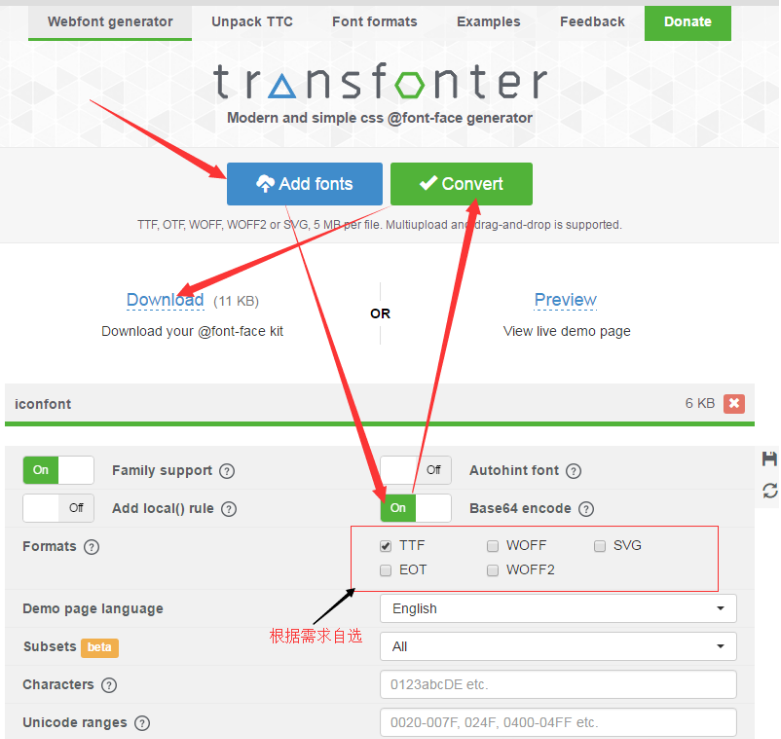 Webfont generator Unpack TTC Font formats Examples Feedback Donate
transfonter
Modern and simple css @font-face generator
Add fonts Convert
TTF, OTF, WOFF, WOFF2 or SVG, 5 MB per file. Multiupload and drag-and-drop is supported.
Download (11 KB) OR Preview
Download your @font-face kit View live demo page
iconfont 6 KB
On Family support ? Off Autohint font ?
Off Add local() rule ? On Base64 encode ?
Formats ? TTF WOFF SVG
EOT WOFF2
Demo page language English
根据需求自选
Subsets beta All
Characters ? 0123abcDE etc.
Unicode ranges ? 0020-007F, 024F, 0400-04FF etc.